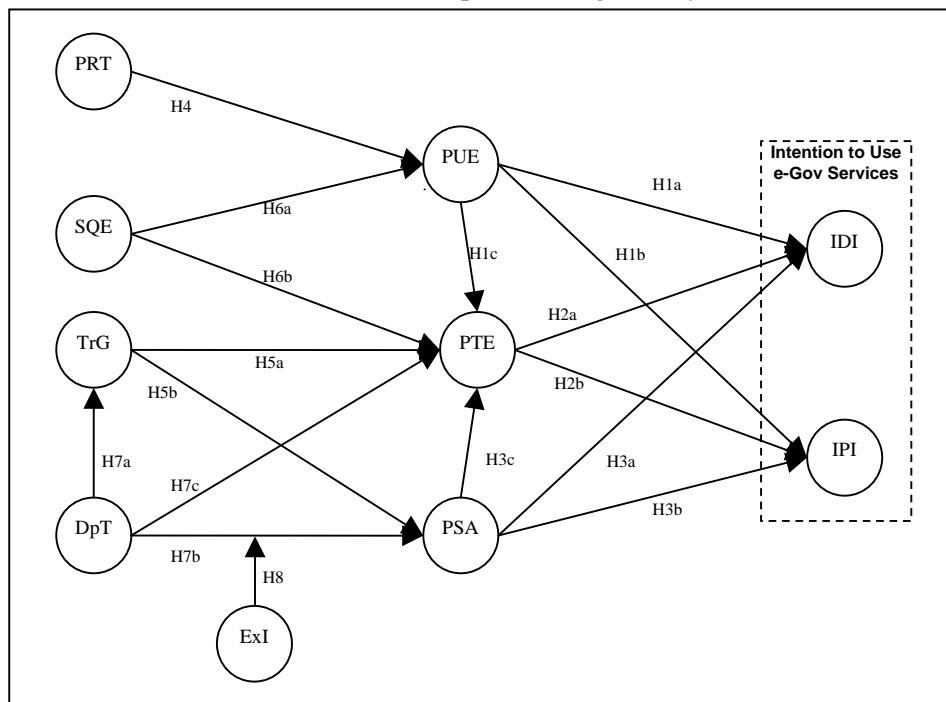 PRT
H4
PUE
Intention to Use
e-Gov Services
H1a
SQE
H6a
H1b
IDI
H1c
H6b
H2a
TrG
H5a
PTE
H5b
H2b
H7a
H7c
H3c
H3a
IPI
DpT
H7b
PSA
H3b
H8
ExI